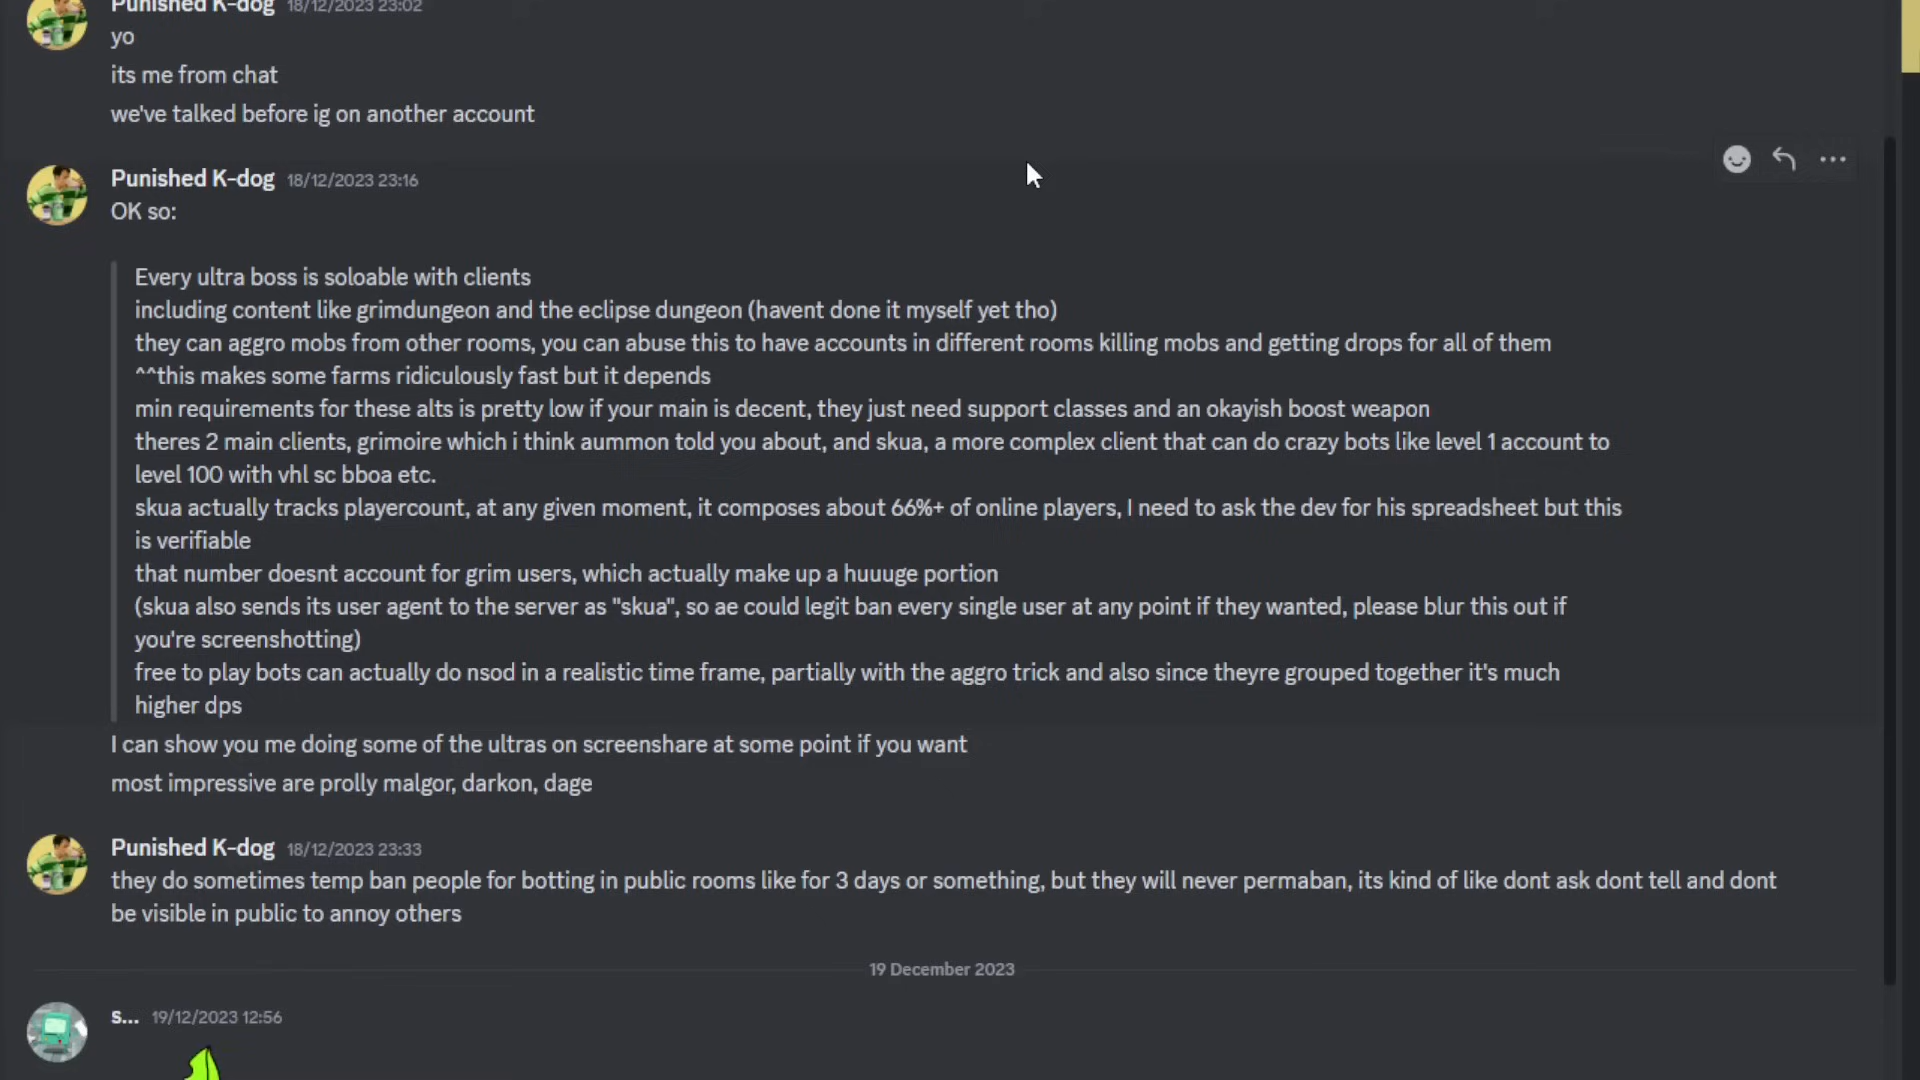 Punished K-dog 18/12/2023 23:02
yo
its me from chat
we've talked before ig on another account
Punished K-dog 18/12/2023 23:16
OK so:
Every ultra boss is soloable with clients
including content like grimdungeon and the eclipse dungeon (havent done it myself yet tho)
they can aggro mobs from other rooms, you can abuse this to have accounts in different rooms killing mobs and getting drops for all of them
^^this makes some farms ridiculously fast but it depends
min requirements for these alts is pretty low if your main is decent, they just need support classes and an okayish boost weapon
theres 2 main clients, grimoire which i think aummon told you about, and skua, a more complex client that can do crazy bots like level 1 account to
level 100 with vhl sc bboa etc.
skua actually tracks playercount, at any given moment, it composes about 66%+ of online players, I need to ask the dev for his spreadsheet but this
is verifiable
that number doesnt account for grim users, which actually make up a huuuge portion
(skua also sends its user agent to the server as "skua", so ae could legit ban every single user at any point if they wanted, please blur this out if
you're screenshotting)
free to play bots can actually do nsod in a realistic time frame, partially with the aggro trick and also since theyre grouped together it's much
higher dps
I can show you me doing some of the ultras on screenshare at some point if you want
most impressive are prolly malgor, darkon, dage
Punished K-dog 18/12/2023 23:33
they do sometimes temp ban people for botting in public rooms like for 3 days or something, but they will never permaban, its kind of like dont ask dont tell and dont
be visible in public to annoy others
19 December 2023
s... 19/12/2023 12:56